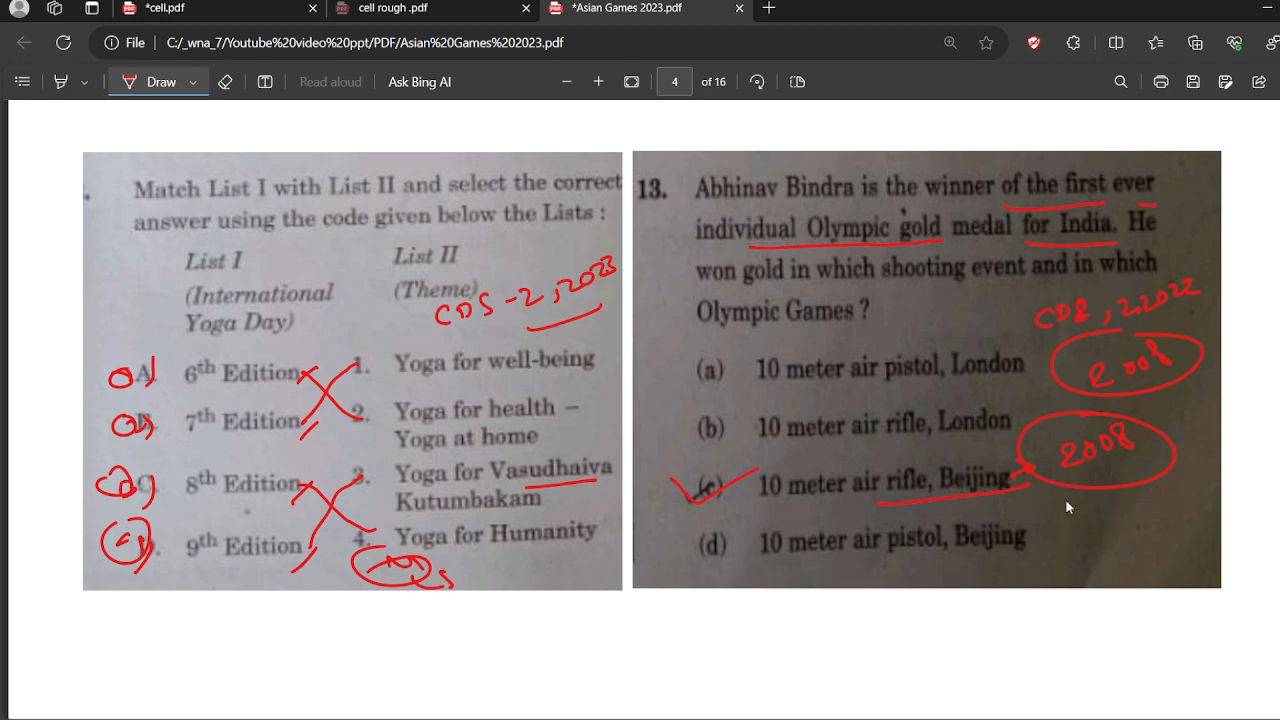 *cell.pdf
cell rough .pdf
*Asian Games 2023.pdf
File
C:/_wna_7/Youtube%20video%20ppt/PDF/Asian%20Games%202023.pdf
Draw
Read aloud
Ask Bing AI
4 of 16
Match List I with List II and select the correct
answer using the code given below the Lists :
List I List II
(International (Theme)
Yoga Day)
CDS -2, 2023
A) 6th Edition 1. Yoga for well-being
7th Edition 2. Yoga for health –
Yoga at home
C) 8th Edition 3. Yoga for Vasudhaiva
Kutumbakam
9th Edition 4. Yoga for Humanity
13. Abhinav Bindra is the winner of the first ever
individual Olympic gold medal for India. He
won gold in which shooting event and in which
Olympic Games ?
CDS, 2 2022
(a) 10 meter air pistol, London
2008
(b) 10 meter air rifle, London
2008
(c) 10 meter air rifle, Beijing
(d) 10 meter air pistol, Beijing